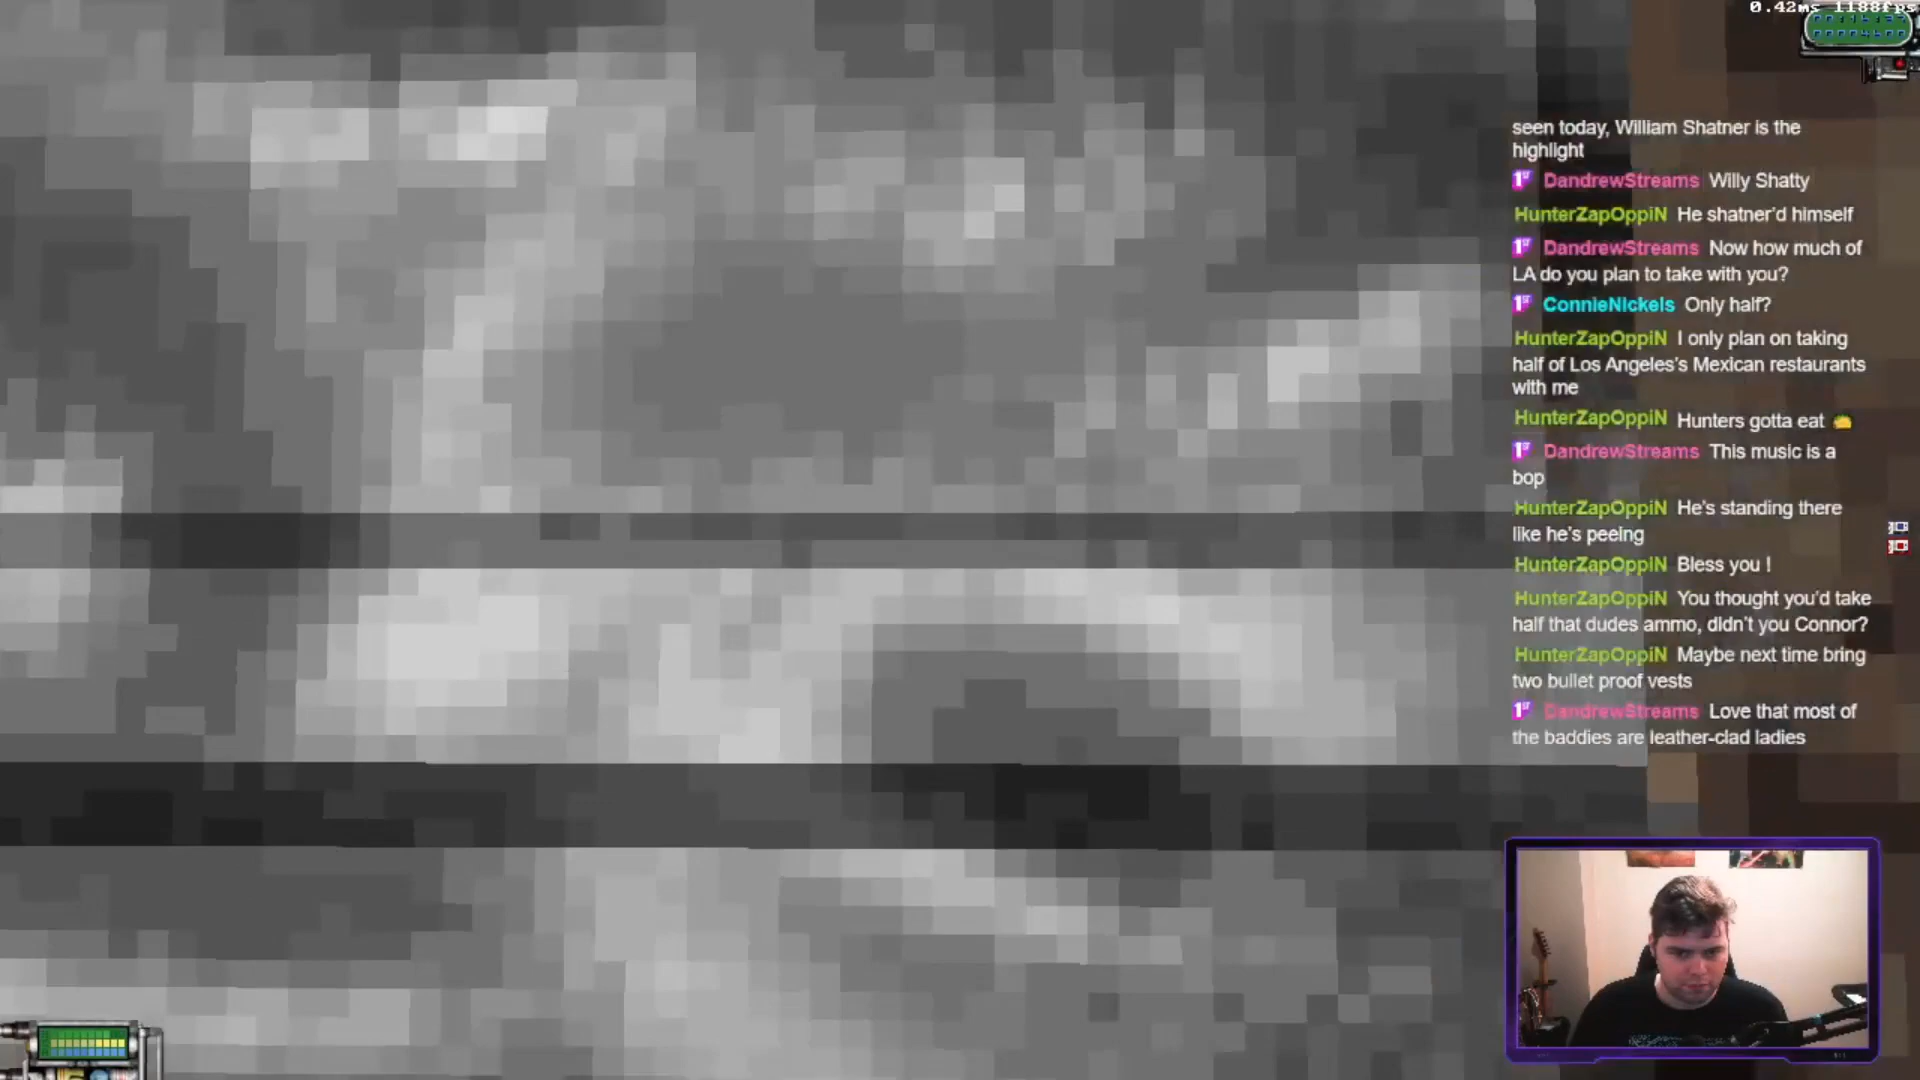 0.42ms 1188fps
seen today, William Shatner is the
highlight
DandrewStreams Willy Shatty
HunterZapOppiN He shatner'd himself
DandrewStreams Now how much of
LA do you plan to take with you?
ConnieNickels Only half?
HunterZapOppiN I only plan on taking
half of Los Angeles's Mexican restaurants
with me
HunterZapOppiN Hunters gotta eat 🌮
DandrewStreams This music is a
bop
HunterZapOppiN He's standing there
like he's peeing
HunterZapOppiN Bless you !
HunterZapOppiN You thought you'd take
half that dudes ammo, didn't you Connor?
HunterZapOppiN Maybe next time bring
two bullet proof vests
DandrewStreams Love that most of
the baddies are leather-clad ladies